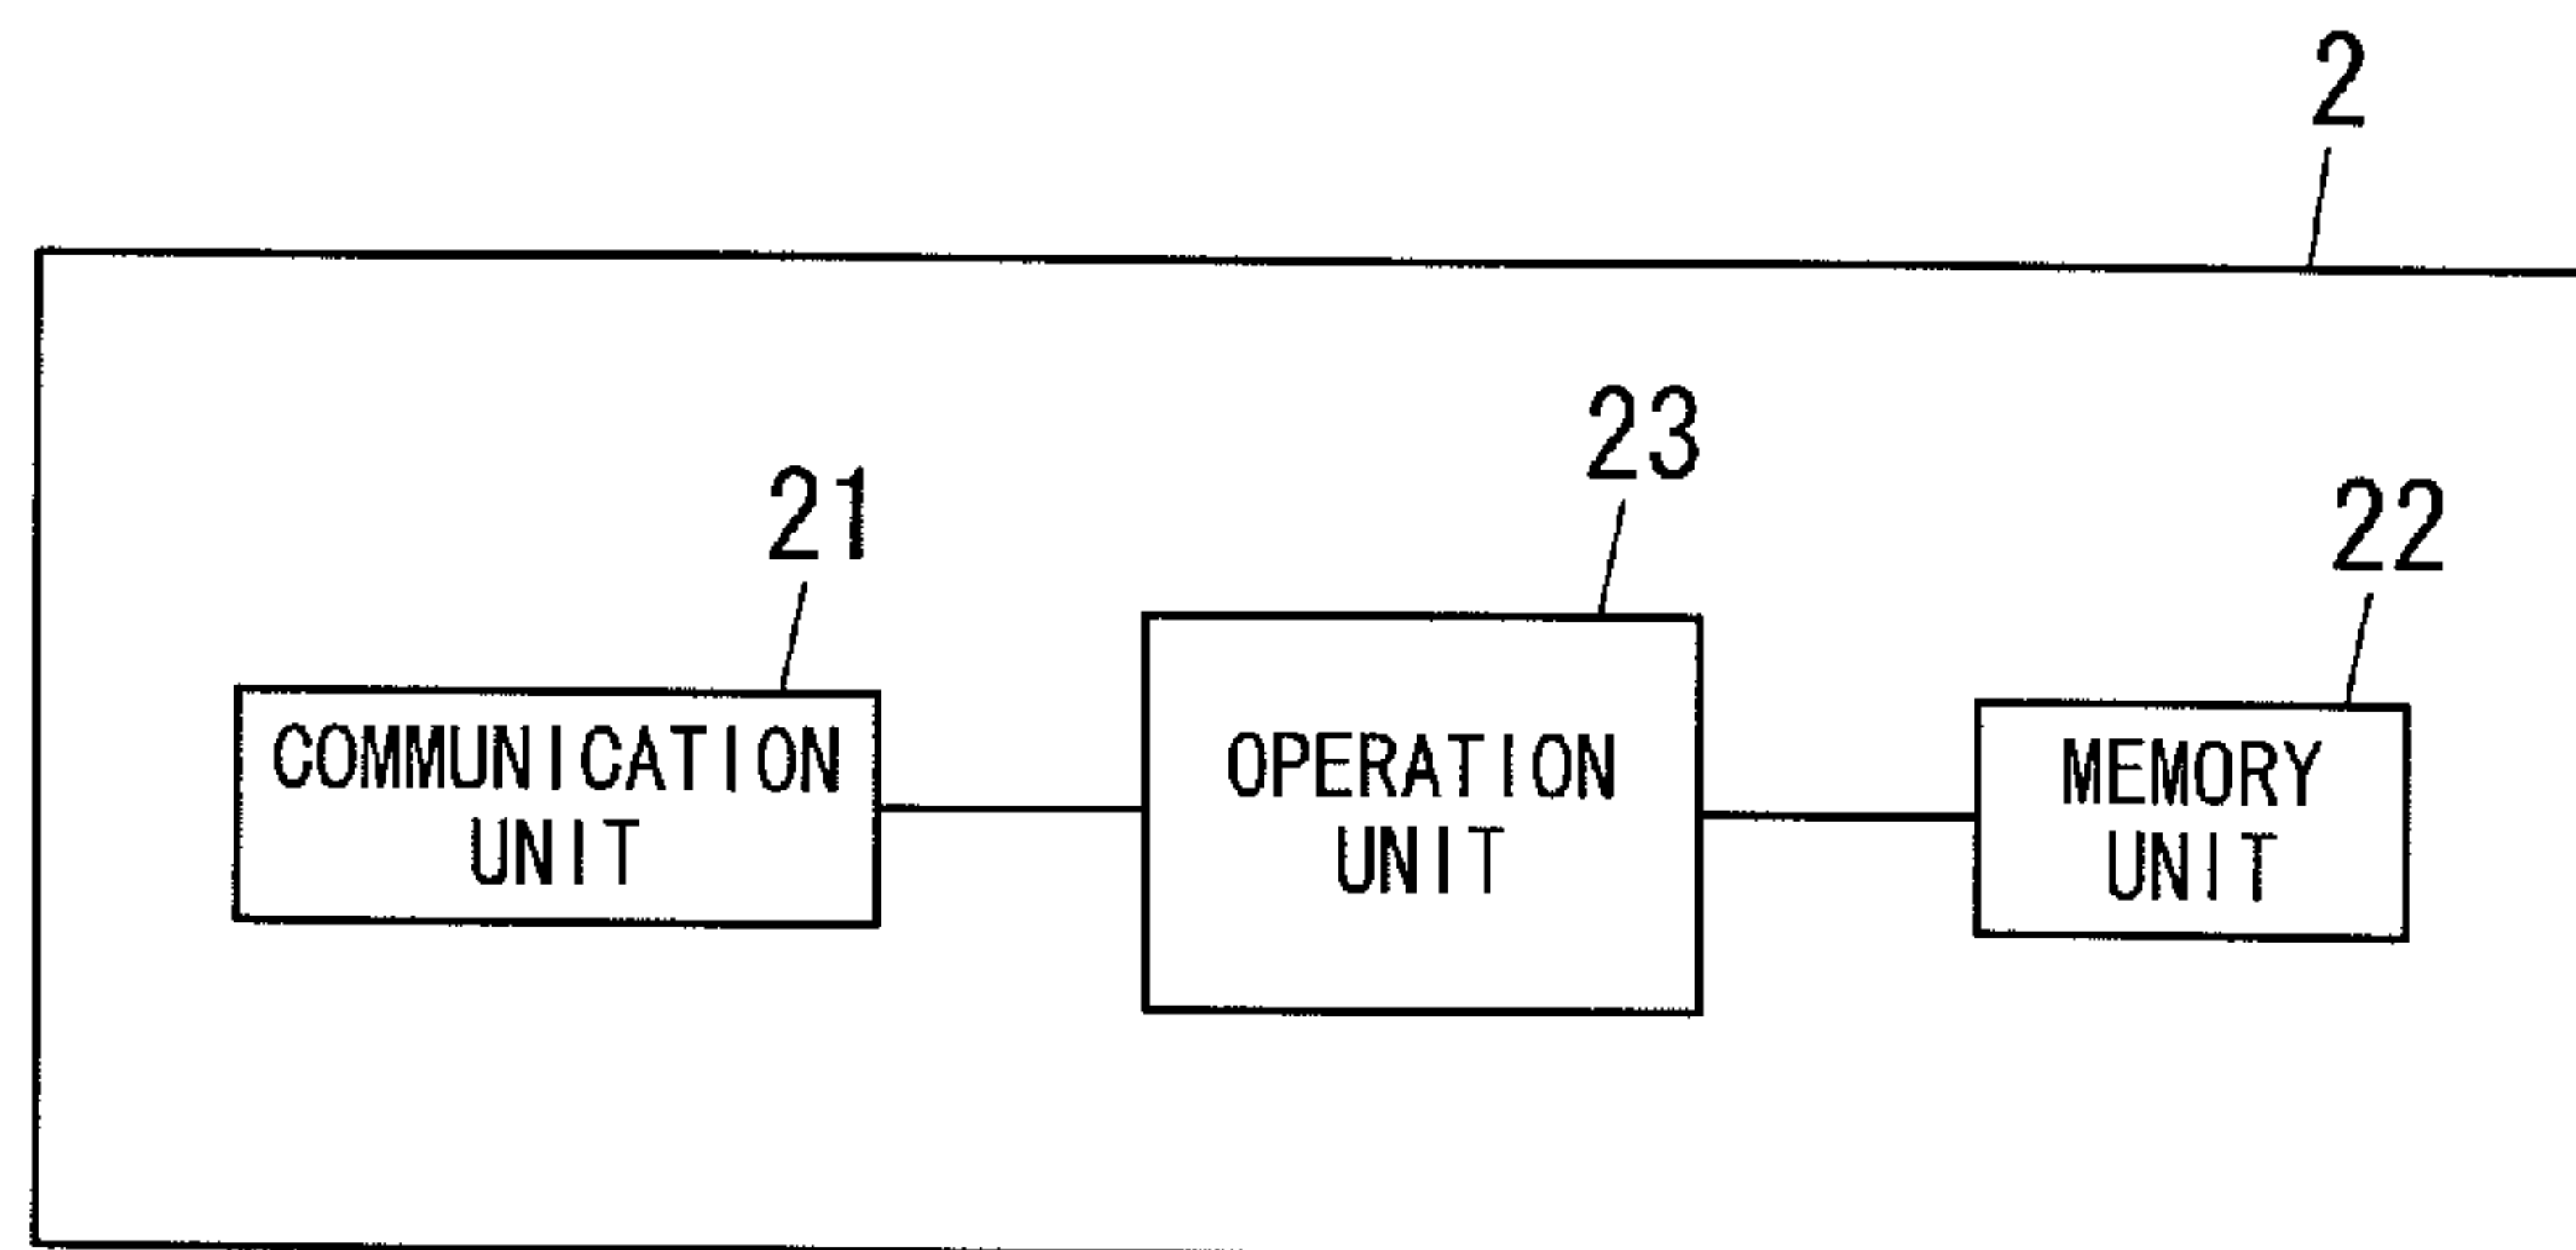 2
23
21
22
COMMUNICATION
UNIT
OPERATION
UNIT
MEMORY
UNIT